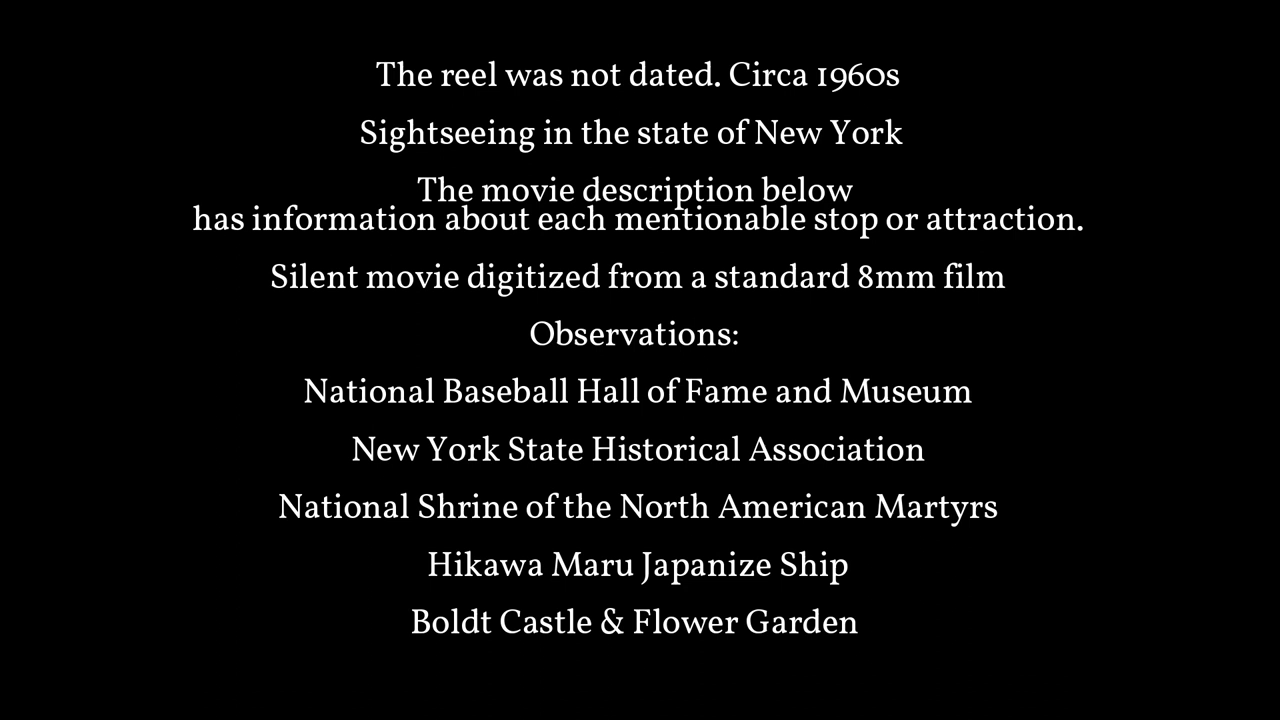 The reel was not dated. Circa 1960s
Sightseeing in the state of New York
The movie description below
has information about each mentionable stop or attraction.
Silent movie digitized from a standard 8mm film
Observations:
National Baseball Hall of Fame and Museum
New York State Historical Association
National Shrine of the North American Martyrs
Hikawa Maru Japanize Ship
Boldt Castle & Flower Garden